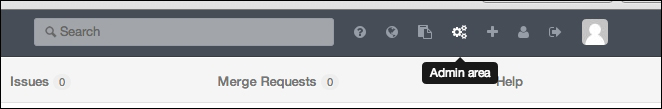 Search
Admin area
Issues 0
Merge Requests 0
Help